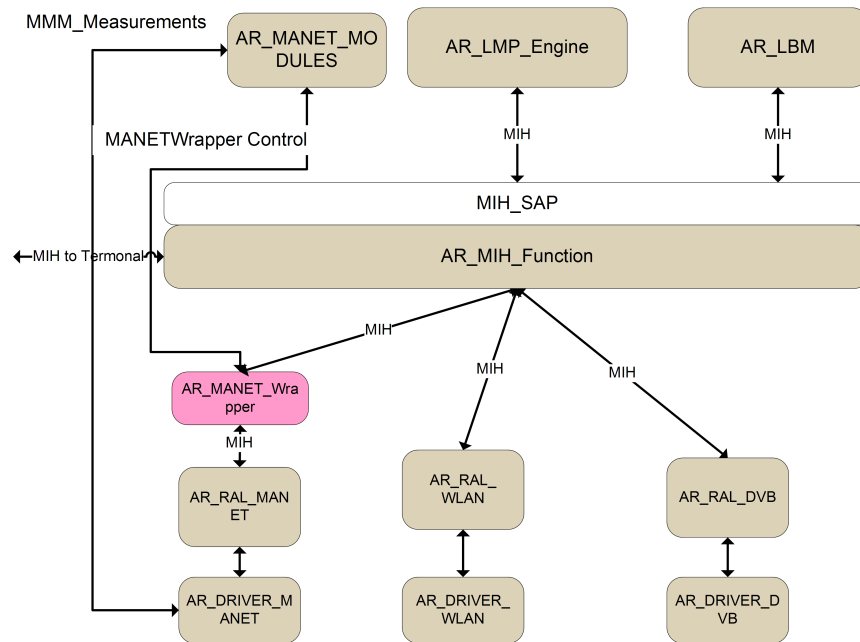 MMM_Measurements
AR_MANET_MO
DULES
AR_LMP_Engine
AR_LBM
MANETWrapper Control
MIH
MIH
MIH_SAP
MIH to Termonal
AR_MIH_Function
MIH
MIH
MIH
AR_MANET_Wra
pper
MIH
AR_RAL_MAN
ET
AR_RAL_
WLAN
AR_RAL_DVB
AR_DRIVER_M
ANET
AR_DRIVER_
WLAN
AR_DRIVER_D
VB